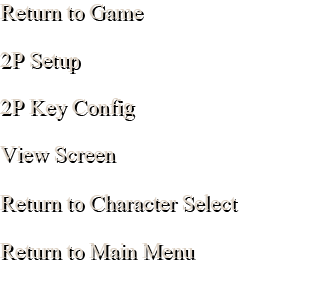 Return to Game
2P Setup
2P Key Config
View Screen
Return to Character Select
Return to Main Menu